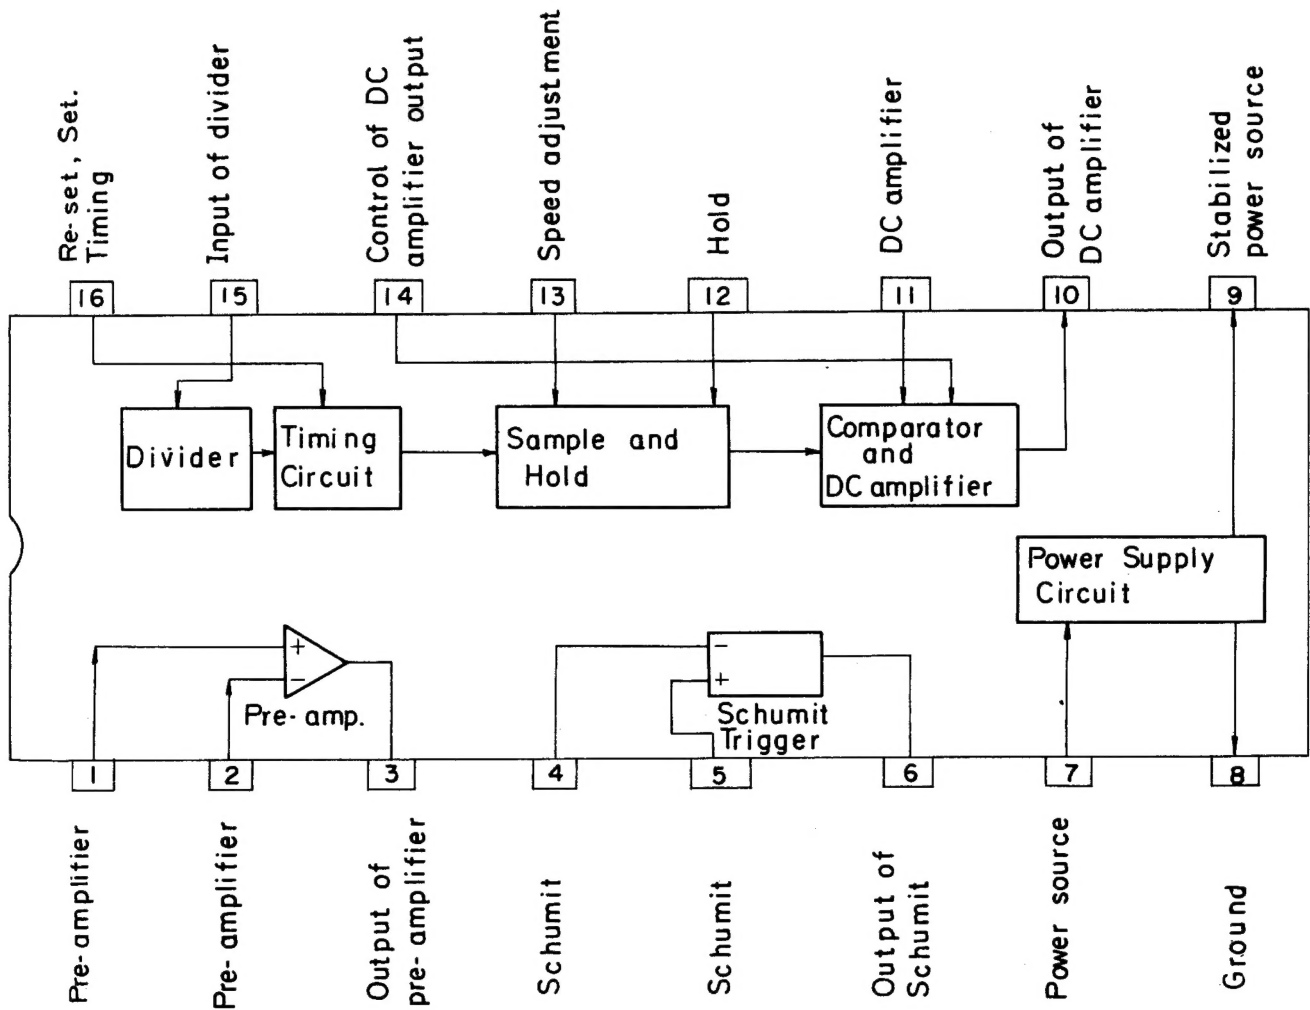 Re-set, Set.
Timing
Input of divider
Control of DC
amplifier output
Speed adjustment
Hold
DC amplifier
Output of
DC amplifier
Stabilized
power source
16
15
14
13
12
11
10
9
Divider
Timing
Circuit
Sample and
Hold
Comparator
and
DC amplifier
Power Supply
Circuit
+
−
Pre-amp.
−
+
Schumit
Trigger
1
2
3
4
5
6
7
8
Pre-amplifier
Pre-amplifier
Output of
pre-amplifier
Schumit
Schumit
Output of
Schumit
Power source
Ground